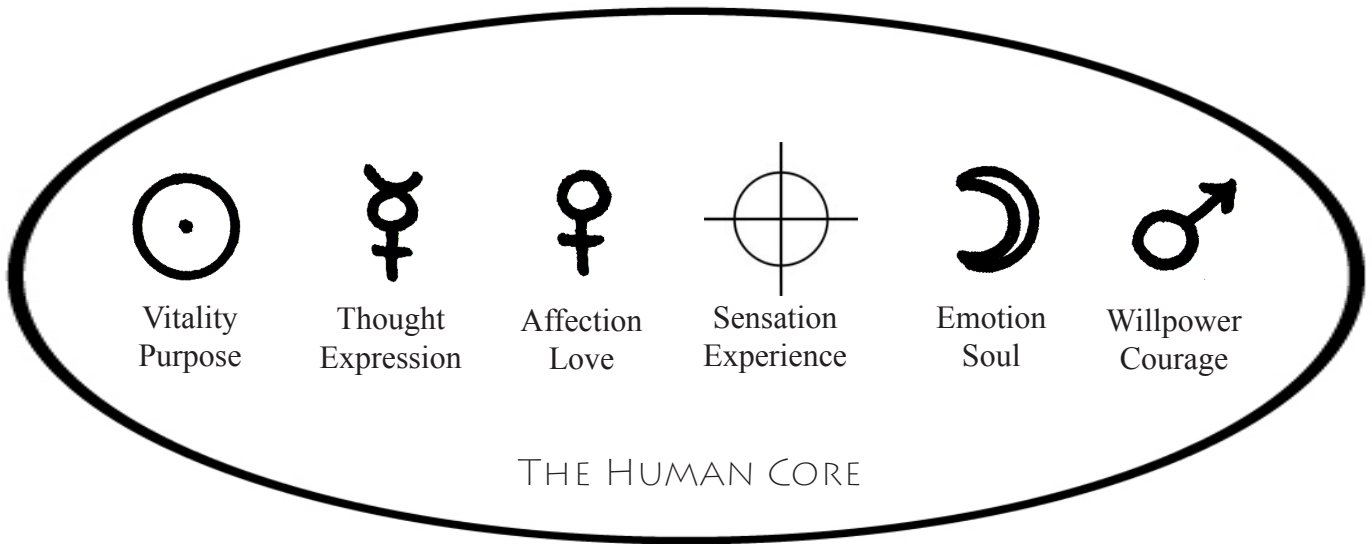 Vitality
Purpose
Thought
Expression
Affection
Love
Sensation
Experience
Emotion
Soul
Willpower
Courage
The Human Core